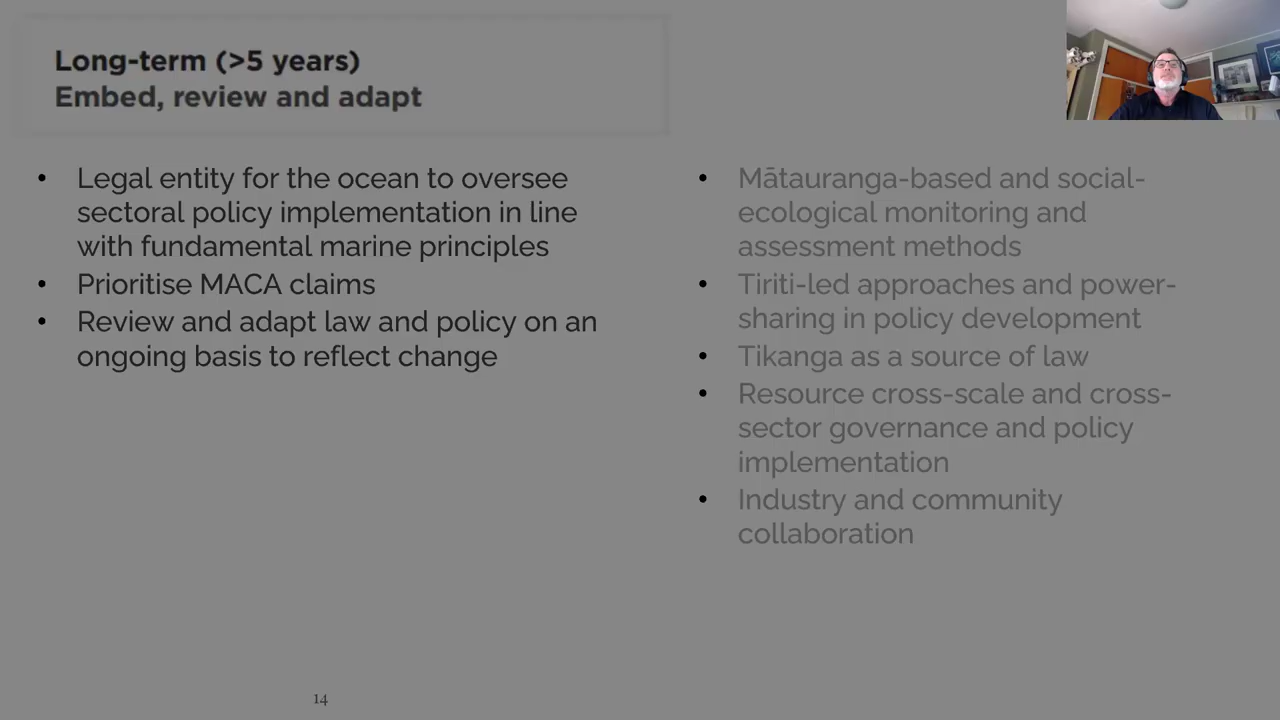 Long-term (>5 years)
Embed, review and adapt
• Legal entity for the ocean to oversee
sectoral policy implementation in line
with fundamental marine principles
• Prioritise MACA claims
• Review and adapt law and policy on an
ongoing basis to reflect change
• Mātauranga-based and social-
ecological monitoring and
assessment methods
• Tiriti-led approaches and power-
sharing in policy development
• Tikanga as a source of law
• Resource cross-scale and cross-
sector governance and policy
implementation
• Industry and community
collaboration
14